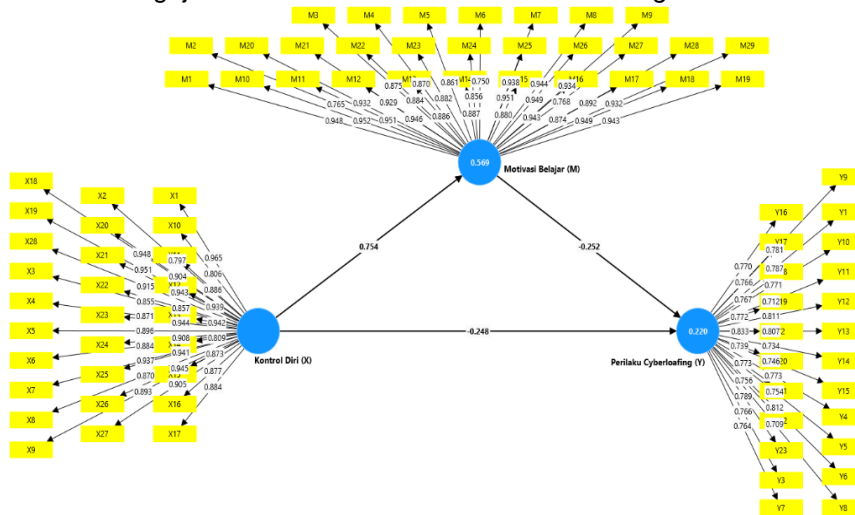 M3 M4 M5 M6 M7 M8 M9
M2 M20 M21 M22 M23 M24 M25 M26 M27 M28 M29
M1 M10 M11 M12 M16 M17 M18 M19
0.875 0.870 0.861 0.750 0.938 0.944 0.934
0.765 0.932 0.929 0.884 0.882 0.856 0.951 0.949 0.768 0.892 0.932
0.948 0.952 0.951 0.946 0.886 0.887 0.880 0.943 0.874 0.949 0.943
0.569
Motivasi Belajar (M)
0.754
-0.252
-0.248
Kontrol Diri (X)
0.220
Perilaku Cyberloafing (Y)
X18 X2 X1
X19 X20 X10
X28 X21
X3 X22
X4 X23
X5 X24
X6 X25
X7 X26 X16
X8 X27 X17
X9
0.948 0.797 0.965
0.951 0.904 0.806
0.915 0.943 0.886
0.855 0.857 0.939
0.871 0.944 0.942
0.896 0.908 0.809
0.884 0.941 0.873
0.937 0.945 0.877
0.870 0.905 0.884
0.893
Y9
Y16 Y1
Y10
Y11
Y12
Y13
Y14
Y15
Y4
Y5
Y23 Y6
Y3 Y8
Y7
0.770 0.781
0.766 0.787
0.767 0.771
0.772 0.712
0.811
0.833 0.807
0.739 0.734
0.773 0.746
0.773
0.756 0.754
0.789 0.812
0.766 0.709
0.764